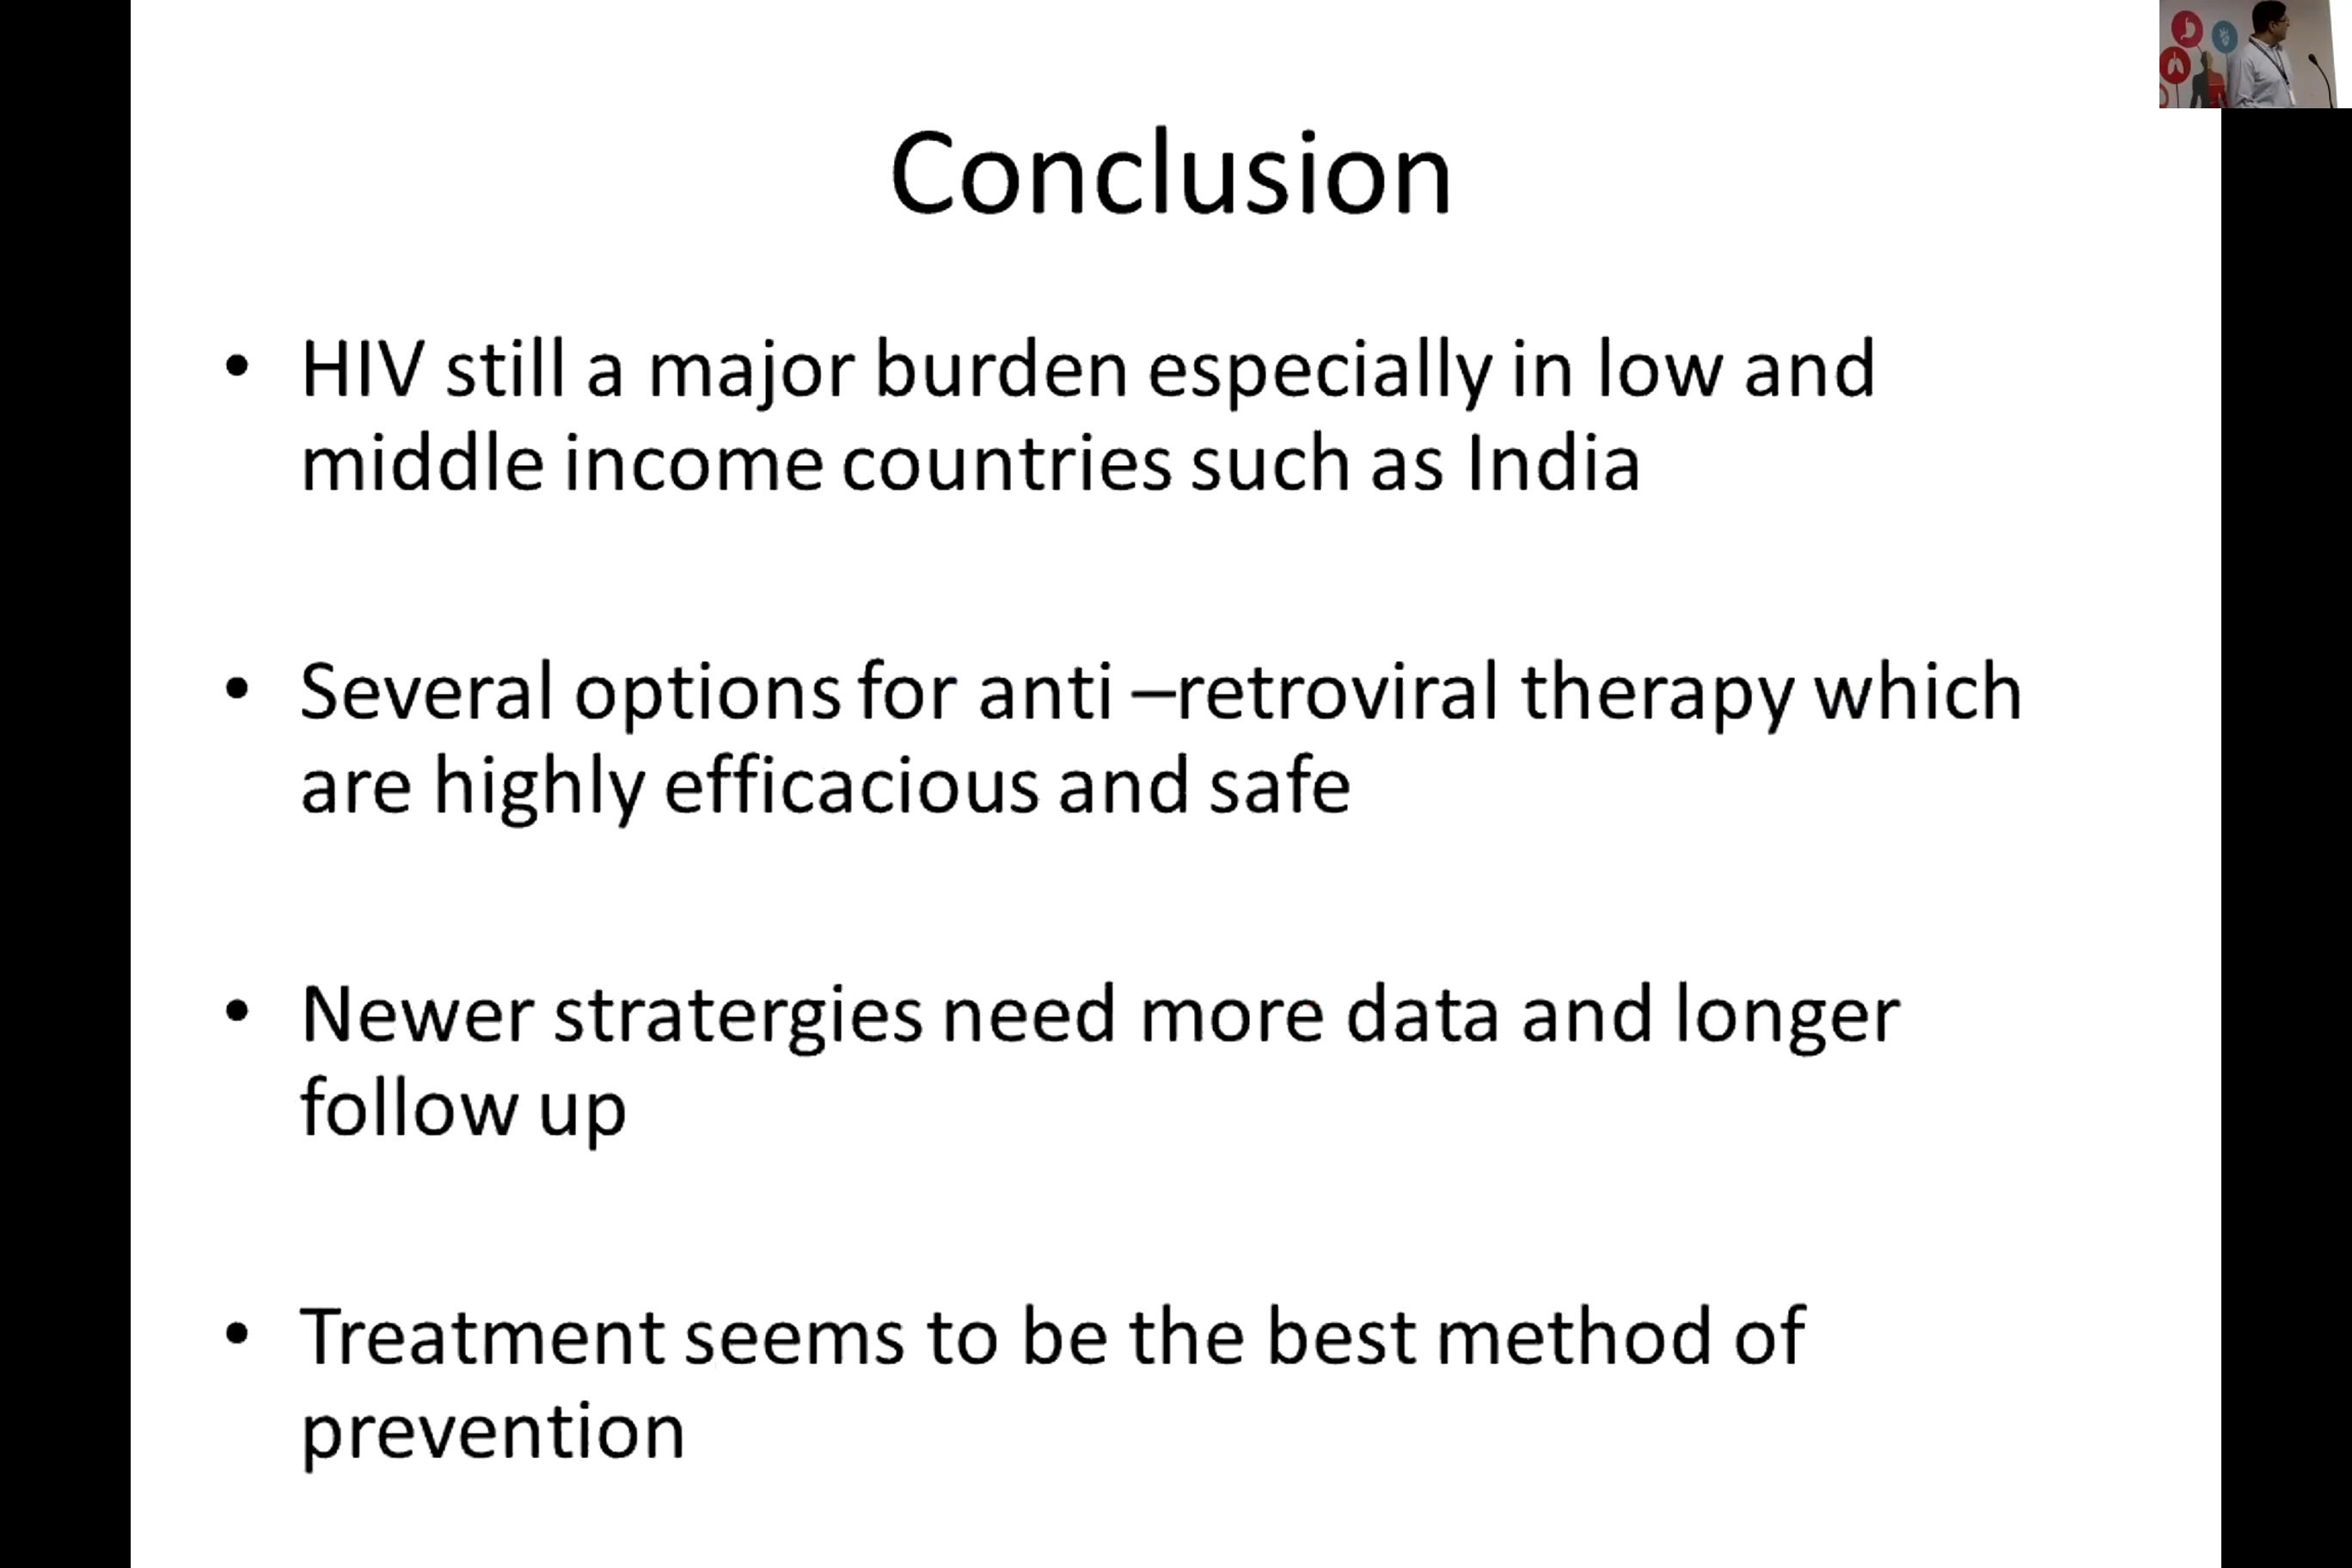 Conclusion
• HIV still a major burden especially in low and
middle income countries such as India
• Several options for anti –retroviral therapy which
are highly efficacious and safe
• Newer stratergies need more data and longer
follow up
• Treatment seems to be the best method of
prevention